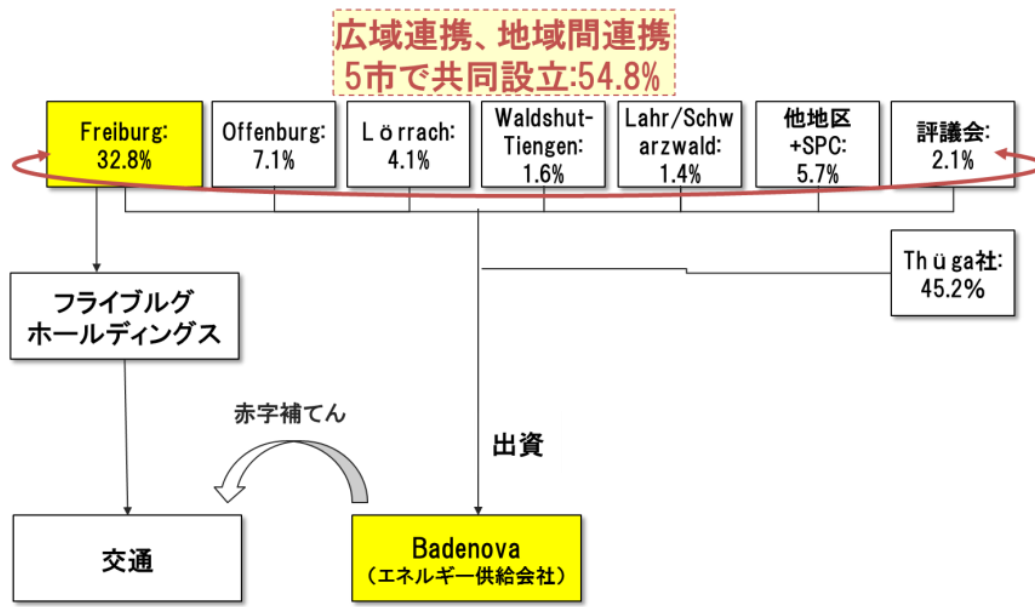 広域連携、地域間連携
5市で共同設立:54.8%
Freiburg:
32.8%
Offenburg:
7.1%
Lörrach:
4.1%
Waldshut-
Tiengen:
1.6%
Lahr/Schw
arzwald:
1.4%
他地区
+SPC:
5.7%
評議会:
2.1%
Thüga社:
45.2%
フライブルグ
ホールディングス
赤字補てん
出資
交通
Badenova
（エネルギー供給会社）